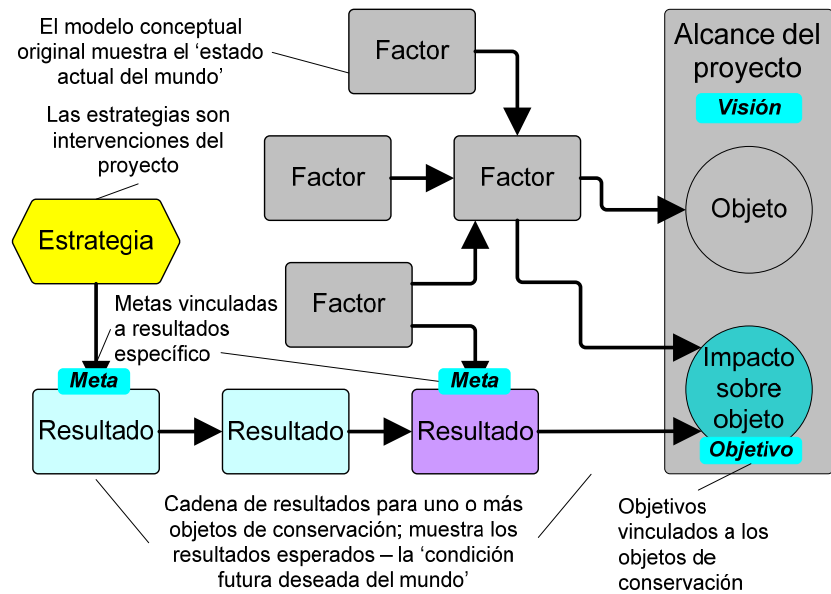 El modelo conceptual
original muestra el ‘estado
actual del mundo’
Factor
Alcance del
proyecto
Visión
Las estrategias son
intervenciones del
proyecto
Factor
Factor
Objeto
Estrategia
Factor
Metas vinculadas
a resultados
específico
Meta
Meta
Impacto
sobre
objeto
Objetivo
Resultado
Resultado
Resultado
Cadena de resultados para uno o más
objetos de conservación; muestra los
resultados esperados – la ‘condición
futura deseada del mundo’
Objetivos
vinculados a los
objetos de
conservación